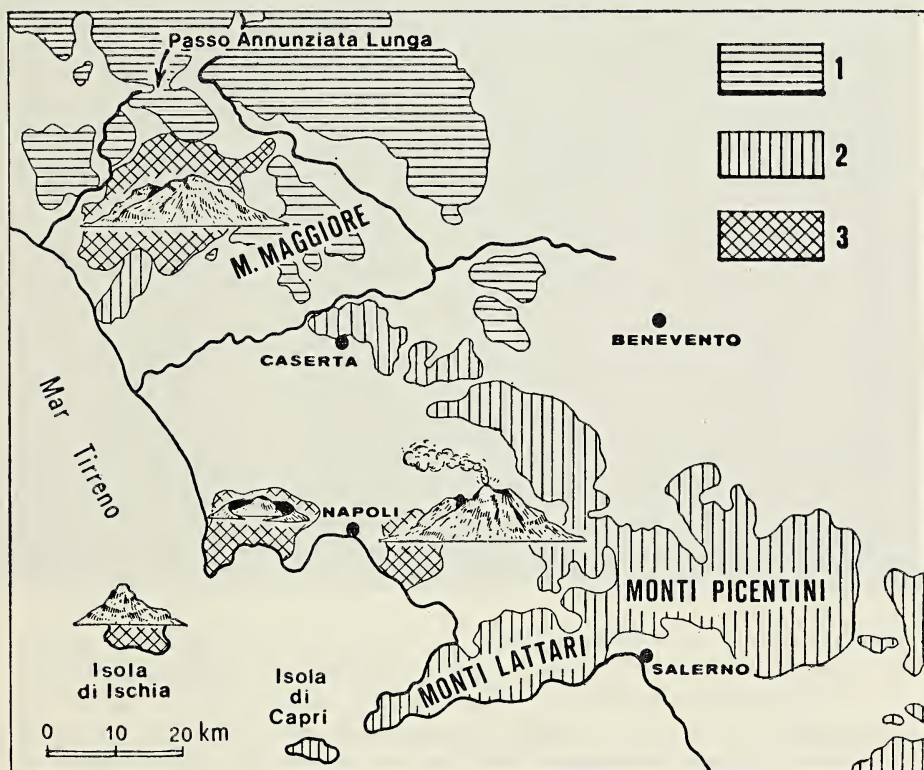 Passo Annunziata Lunga
1
2
3
M. MAGGIORE
BENEVENTO
CASERTA
Mar Tirreno
NAPOLI
MONTI PICENTINI
MONTI LATTARI
SALERNO
Isola
di Ischia
Isola
di
Capri
0 10 20 km